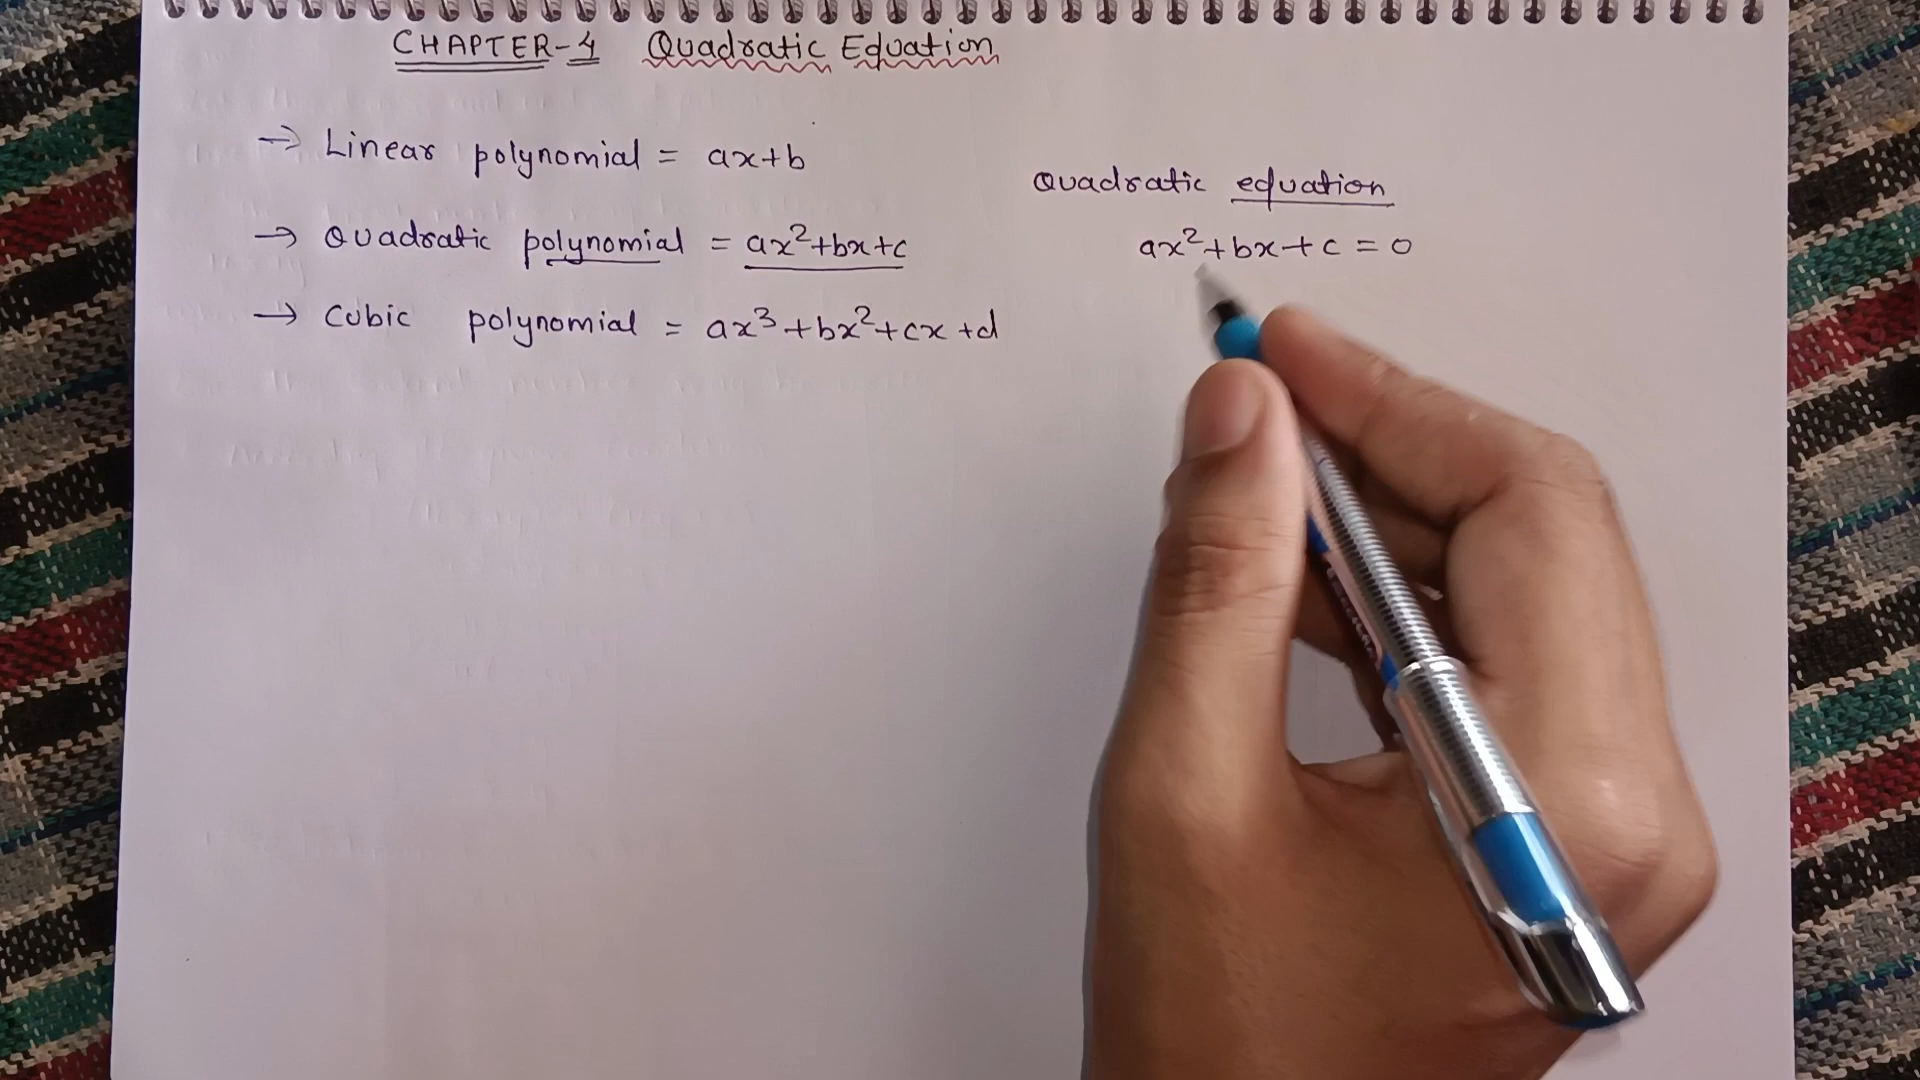 CHAPTER-4 Quadratic Equation
→ Linear polynomial = ax+b
→ Quadratic polynomial = ax²+bx+c
→ Cubic polynomial = ax³+bx²+cx+d
Quadratic equation
ax²+bx+c=0